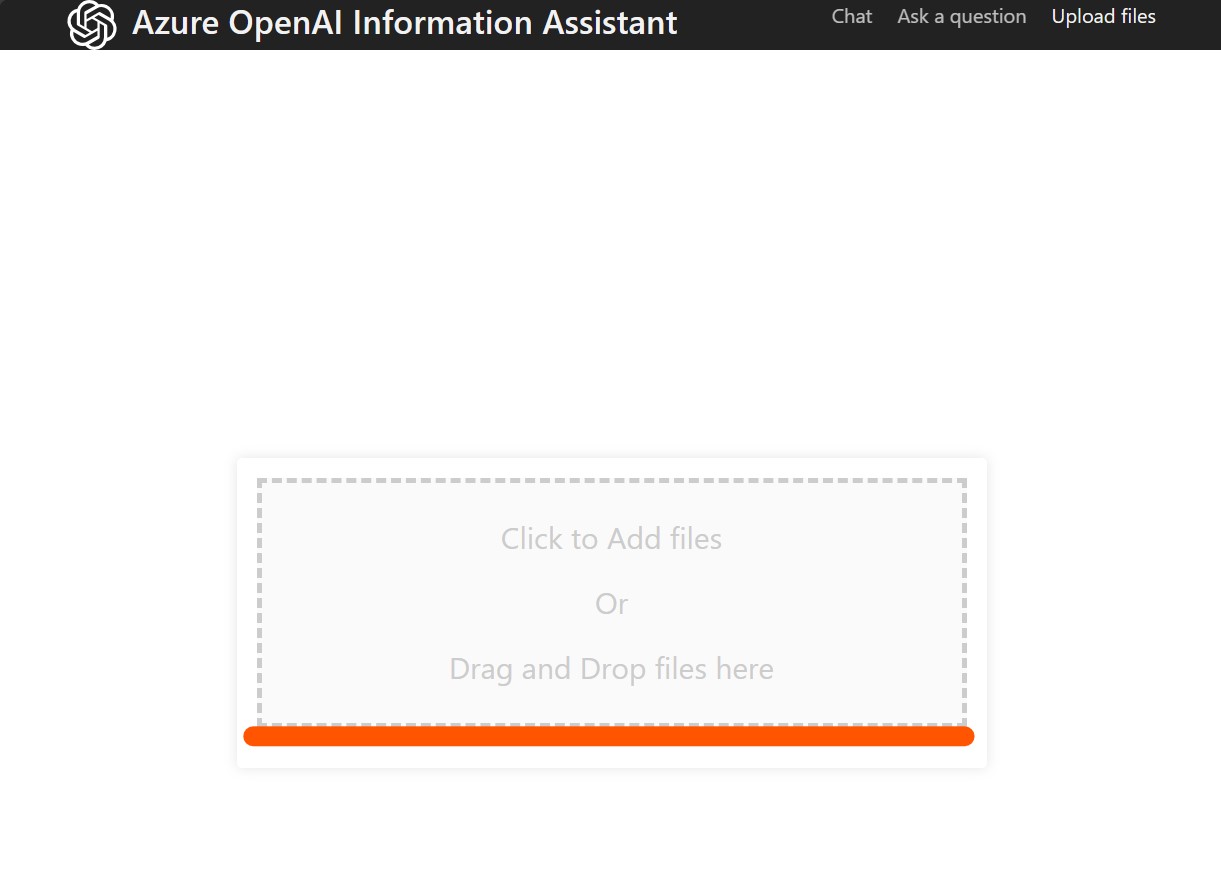 Azure OpenAI Information Assistant
Chat
Ask a question
Upload files
Click to Add files
Or
Drag and Drop files here